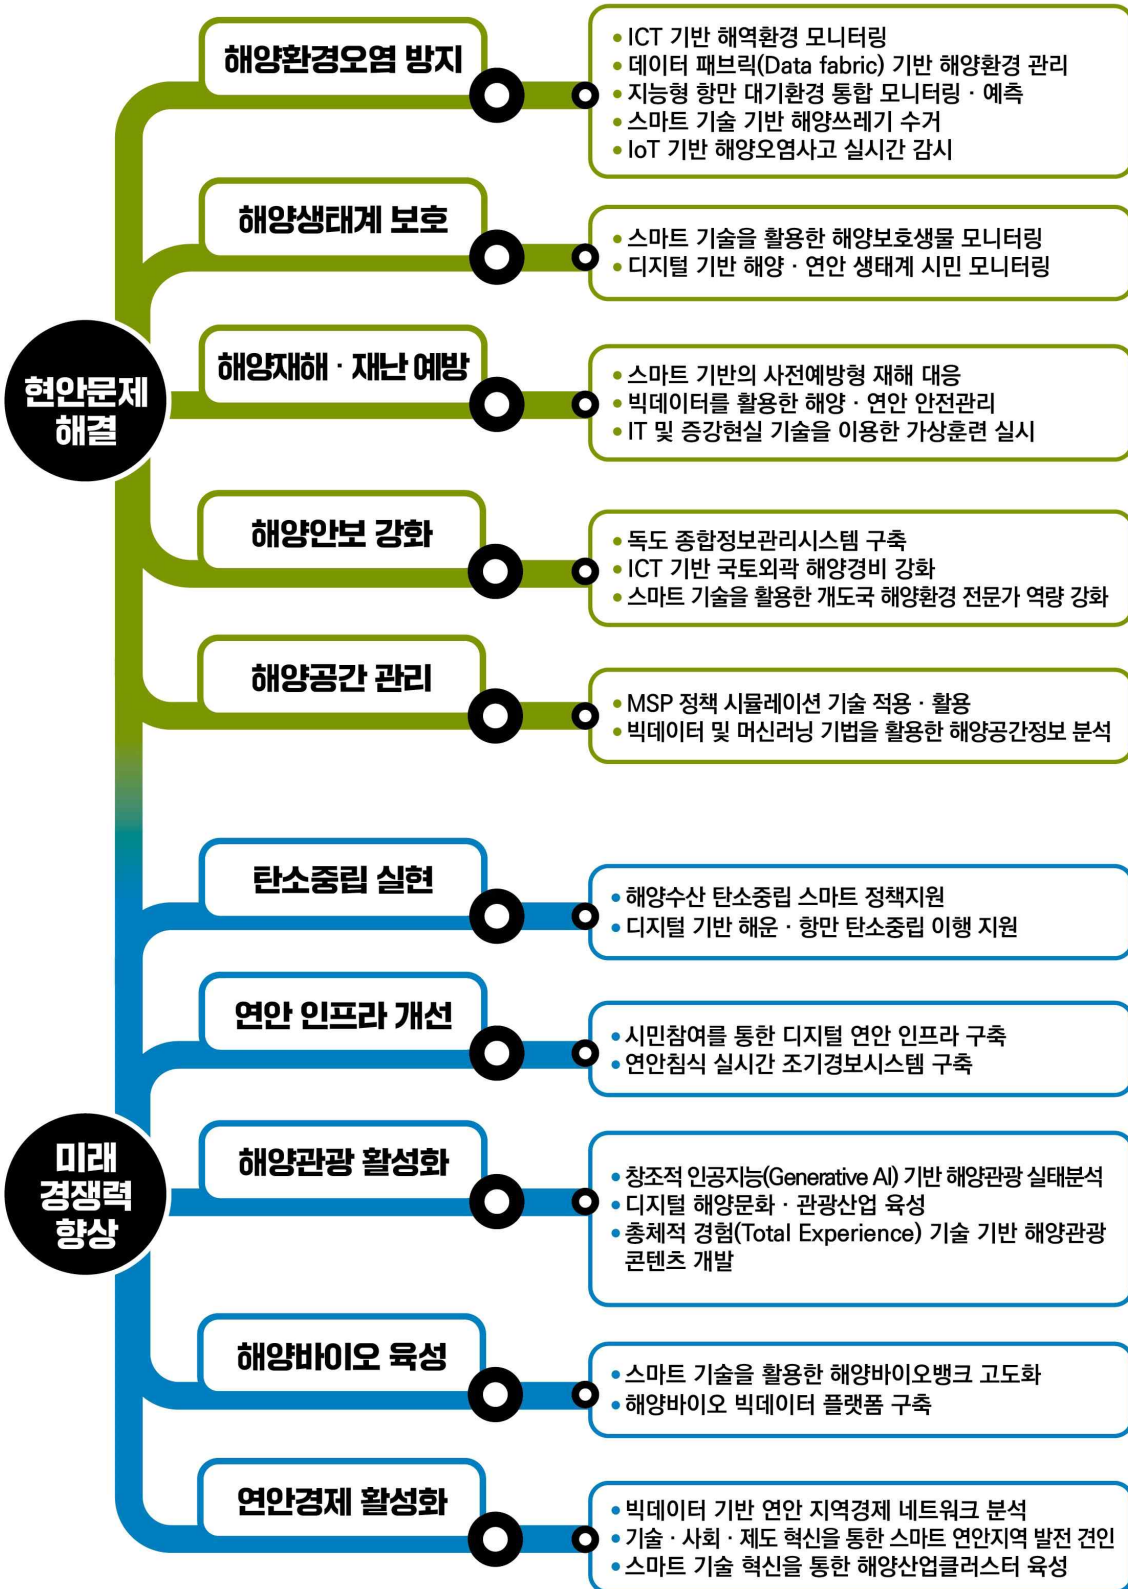 현안문제
해결
해양환경오염 방지
• ICT 기반 해역환경 모니터링
• 데이터 패브릭(Data fabric) 기반 해양환경 관리
• 지능형 항만 대기환경 통합 모니터링 · 예측
• 스마트 기술 기반 해양쓰레기 수거
• IoT 기반 해양오염사고 실시간 감시
해양생태계 보호
• 스마트 기술을 활용한 해양보호생물 모니터링
• 디지털 기반 해양 · 연안 생태계 시민 모니터링
해양재해 · 재난 예방
• 스마트 기반의 사전예방형 재해 대응
• 빅데이터를 활용한 해양 · 연안 안전관리
• IT 및 증강현실 기술을 이용한 가상훈련 실시
해양안보 강화
• 독도 종합정보관리시스템 구축
• ICT 기반 국토외곽 해양경비 강화
• 스마트 기술을 활용한 개도국 해양환경 전문가 역량 강화
해양공간 관리
• MSP 정책 시뮬레이션 기술 적용 · 활용
• 빅데이터 및 머신러닝 기법을 활용한 해양공간정보 분석
미래
경쟁력
향상
탄소중립 실현
• 해양수산 탄소중립 스마트 정책지원
• 디지털 기반 해운 · 항만 탄소중립 이행 지원
연안 인프라 개선
• 시민참여를 통한 디지털 연안 인프라 구축
• 연안침식 실시간 조기경보시스템 구축
해양관광 활성화
• 창조적 인공지능(Generative AI) 기반 해양관광 실태분석
• 디지털 해양문화 · 관광산업 육성
• 총체적 경험(Total Experience) 기술 기반 해양관광
콘텐츠 개발
해양바이오 육성
• 스마트 기술을 활용한 해양바이오뱅크 고도화
• 해양바이오 빅데이터 플랫폼 구축
연안경제 활성화
• 빅데이터 기반 연안 지역경제 네트워크 분석
• 기술 · 사회 · 제도 혁신을 통한 스마트 연안지역 발전 견인
• 스마트 기술 혁신을 통한 해양산업클러스터 육성